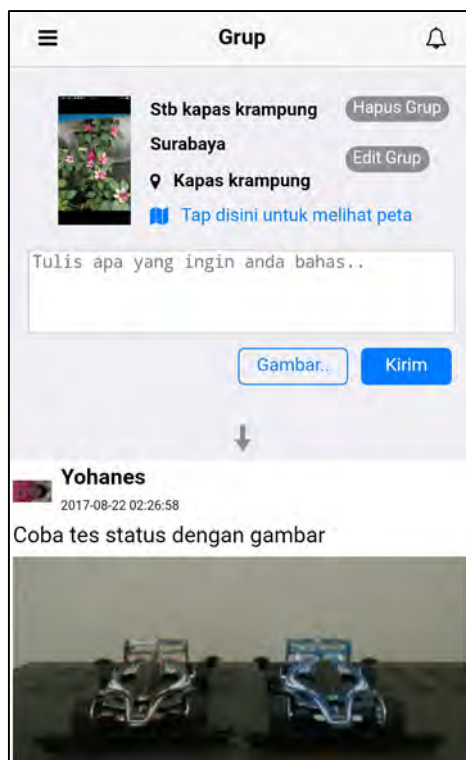 Grup
Stb kapas krampung
Hapus Grup
Surabaya
Edit Grup
Kapas krampung
Tap disini untuk melihat peta
Tulis apa yang ingin anda bahas..
Gambar..
Kirim
Yohanes
2017-08-22 02:26:58
Coba tes status dengan gambar